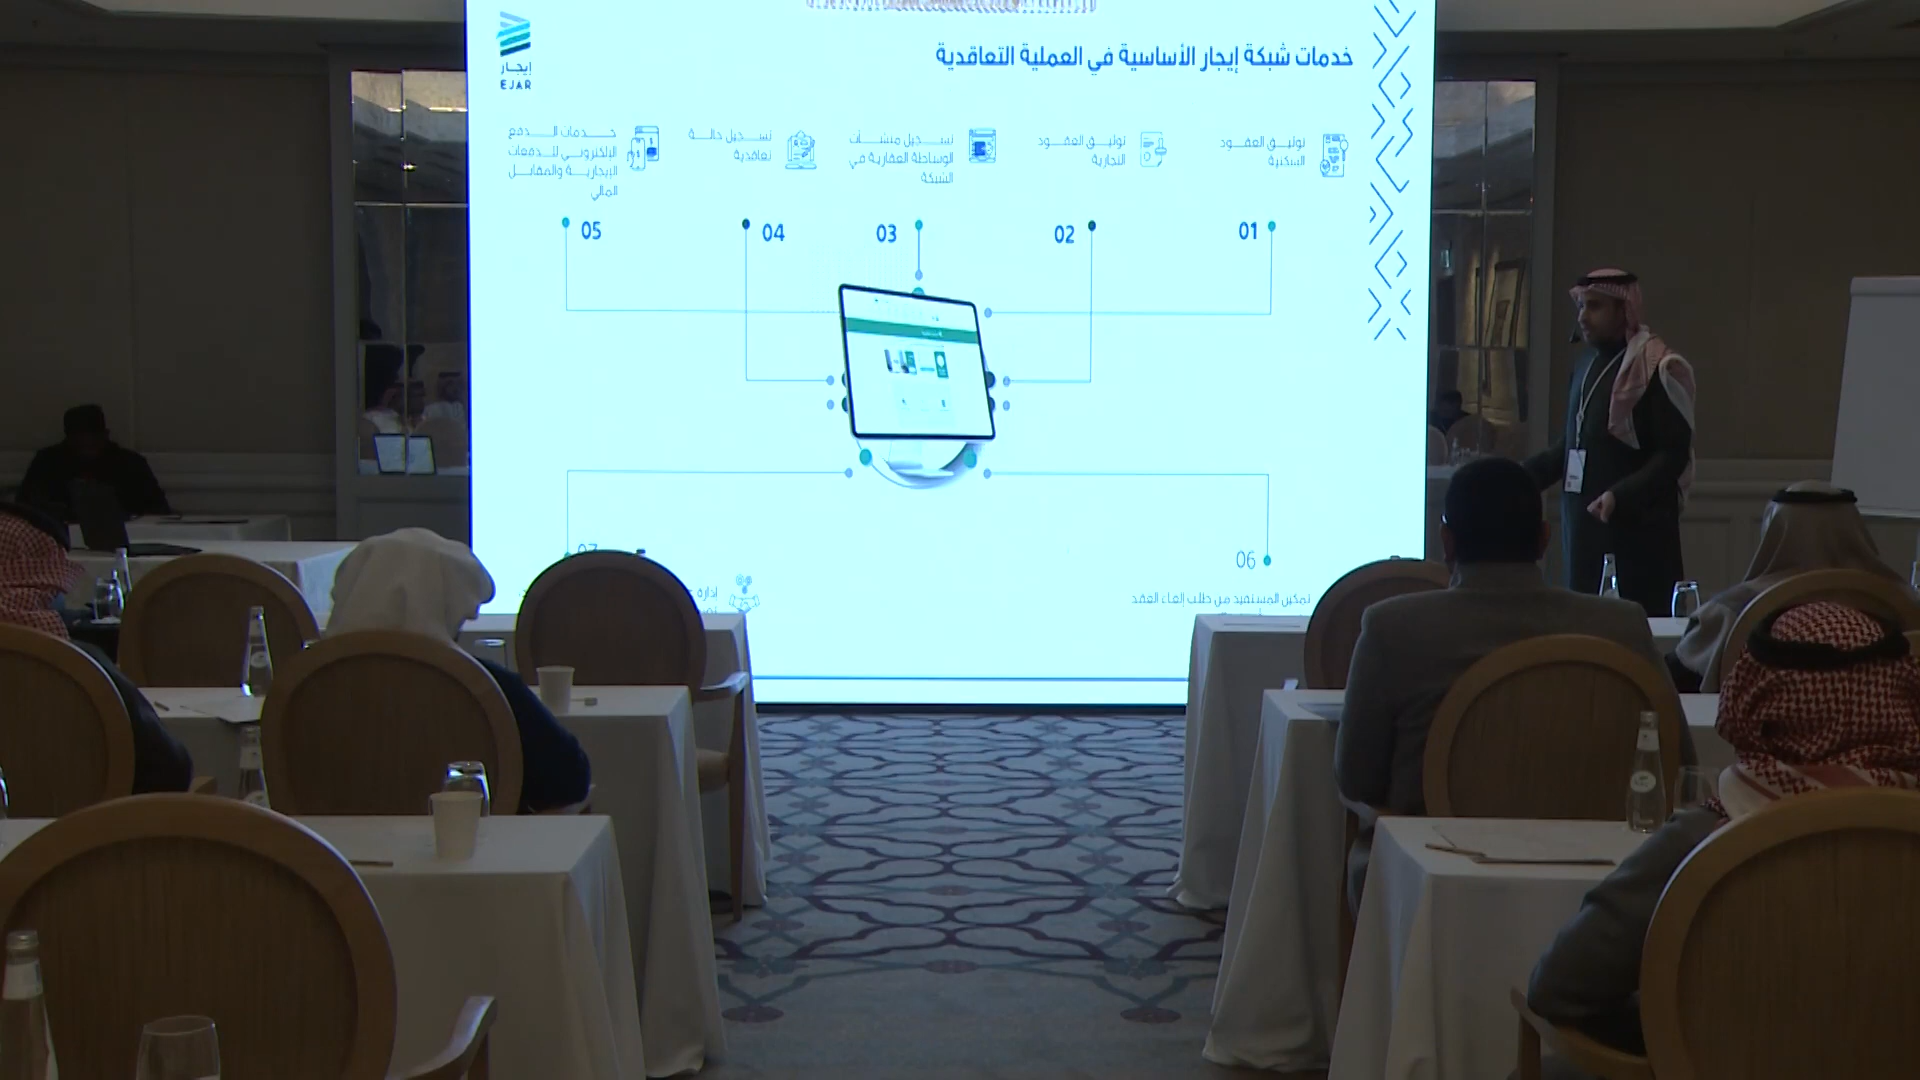 إيجار
EJAR
خدمات شبكة إيجار الأساسية في العملية التعاقدية
توثيق العقود
السكنية
01
توثيق العقود
التجارية
02
تسجيل منشآت
الوساطة العقارية في
الشبكة
03
تسجيل حالة
تعاقدية
04
خدمات الدفع
الإلكتروني للدفعات
الإيجارية والمقابل
المالي
05
06
تمكين المستفيد من طلب إلغاء العقد
07
إدارة